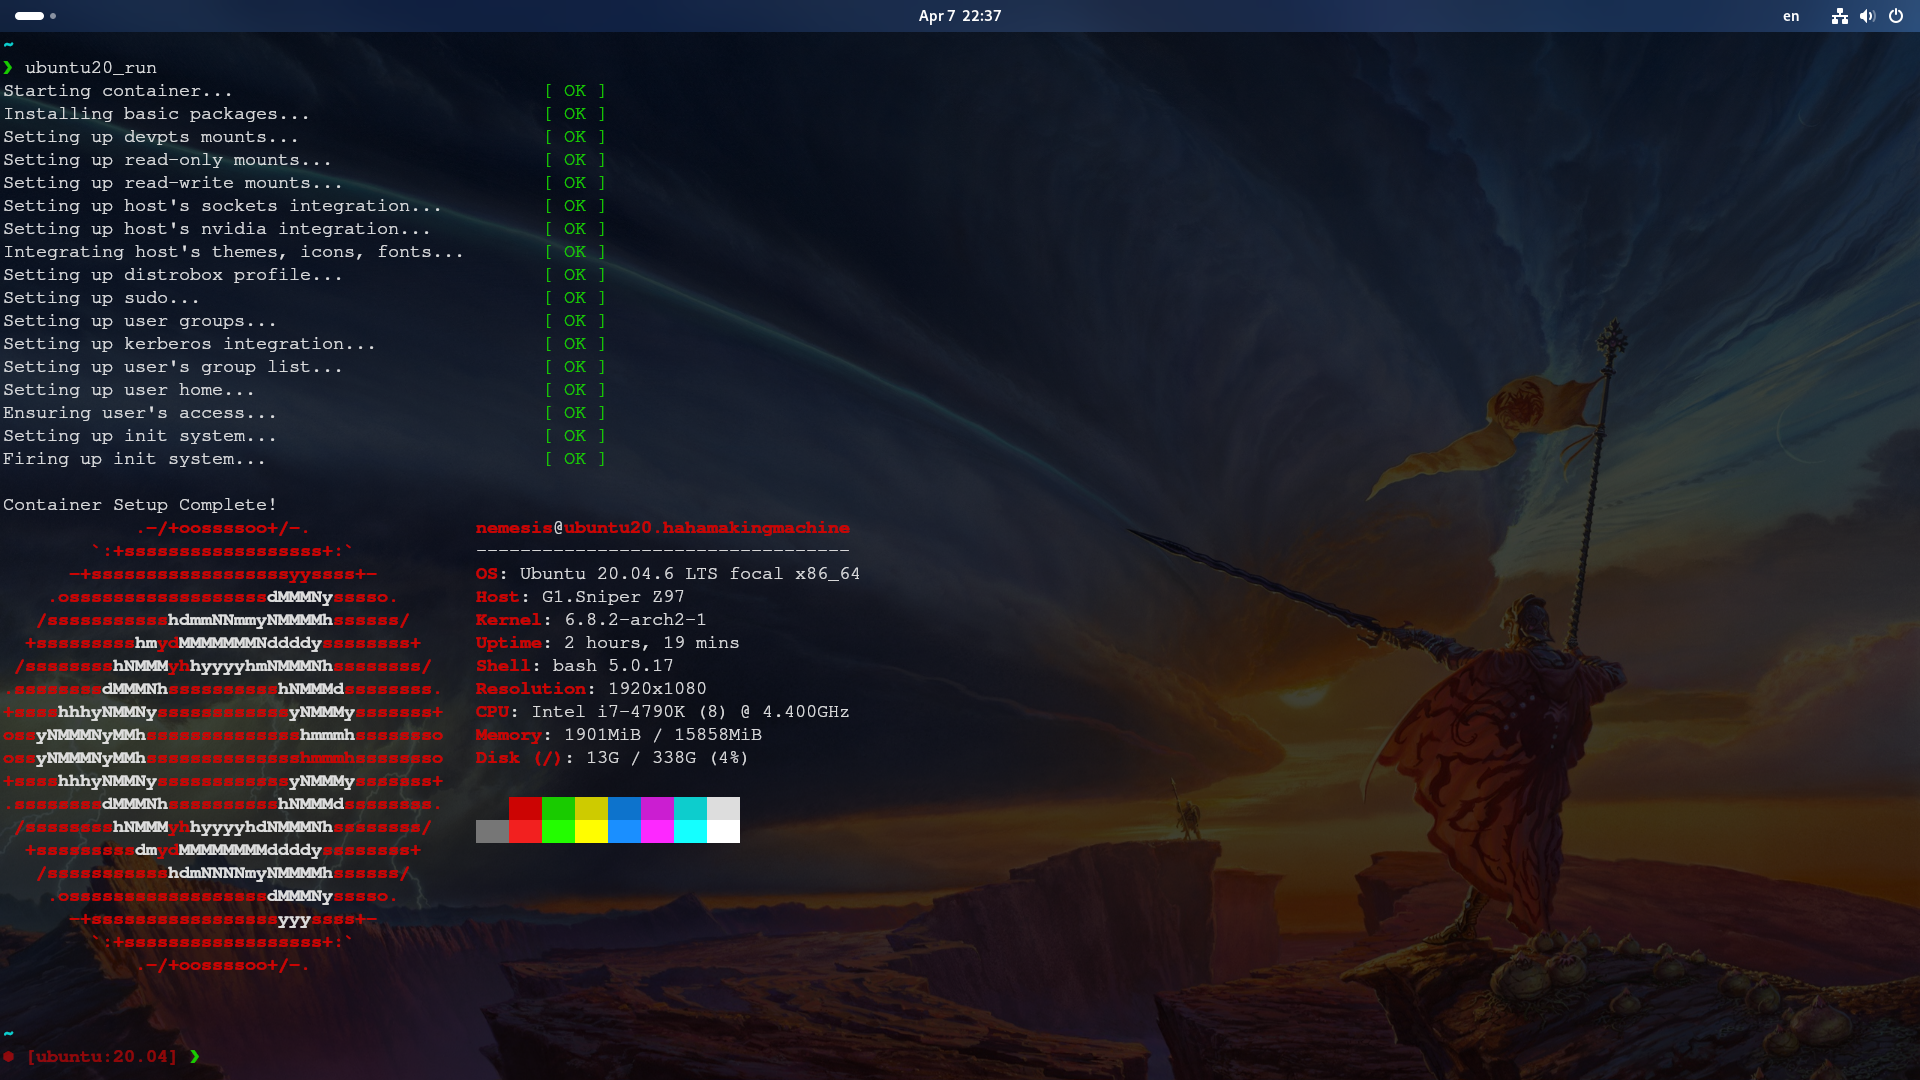 Apr 7 22:37
en
~
❯ ubuntu20_run
Starting container... [ OK ]
Installing basic packages... [ OK ]
Setting up devpts mounts... [ OK ]
Setting up read-only mounts... [ OK ]
Setting up read-write mounts... [ OK ]
Setting up host's sockets integration... [ OK ]
Setting up host's nvidia integration... [ OK ]
Integrating host's themes, icons, fonts... [ OK ]
Setting up distrobox profile... [ OK ]
Setting up sudo... [ OK ]
Setting up user groups... [ OK ]
Setting up kerberos integration... [ OK ]
Setting up user's group list... [ OK ]
Setting up user home... [ OK ]
Ensuring user's access... [ OK ]
Setting up init system... [ OK ]
Firing up init system... [ OK ]
Container Setup Complete!
.-/+oossssoo+/-. nemesis@ubuntu20.hahamakingmachine
`:+ssssssssssssssssss+:` ----------------------------------
-+ssssssssssssssssssyyssss+- OS: Ubuntu 20.04.6 LTS focal x86_64
.ossssssssssssssssssdMMMNysssso. Host: G1.Sniper Z97
/ssssssssssshdmmNNmmyNMMMMhssssss/ Kernel: 6.8.2-arch2-1
+ssssssssshmydMMMMMMMNddddyssssssss+ Uptime: 2 hours, 19 mins
/sssssssshNMMMyhhyyyyhmNMMMNhssssssss/ Shell: bash 5.0.17
.ssssssssdMMMNhsssssssssshNMMMdssssssss. Resolution: 1920x1080
+sssshhhyNMMNyssssssssssssyNMMMysssssss+ CPU: Intel i7-4790K (8) @ 4.400GHz
ossyNMMMNyMMhsssssssssssssshmmmhssssssso Memory: 1901MiB / 15858MiB
ossyNMMMNyMMhsssssssssssssshmmmhssssssso Disk (/): 13G / 338G (4%)
+sssshhhyNMMNyssssssssssssyNMMMysssssss+
.ssssssssdMMMNhsssssssssshNMMMdssssssss.
/sssssssshNMMMyhhyyyyhdNMMMNhssssssss/
+sssssssssdmydMMMMMMMMddddyssssssss+
/ssssssssssshdmNNNNmyNMMMMhssssss/
.ossssssssssssssssssdMMMNysssso.
-+sssssssssssssssssyyyssss+-
`:+ssssssssssssssssss+:`
.-/+oossssoo+/-.
~
[ubuntu:20.04] ❯